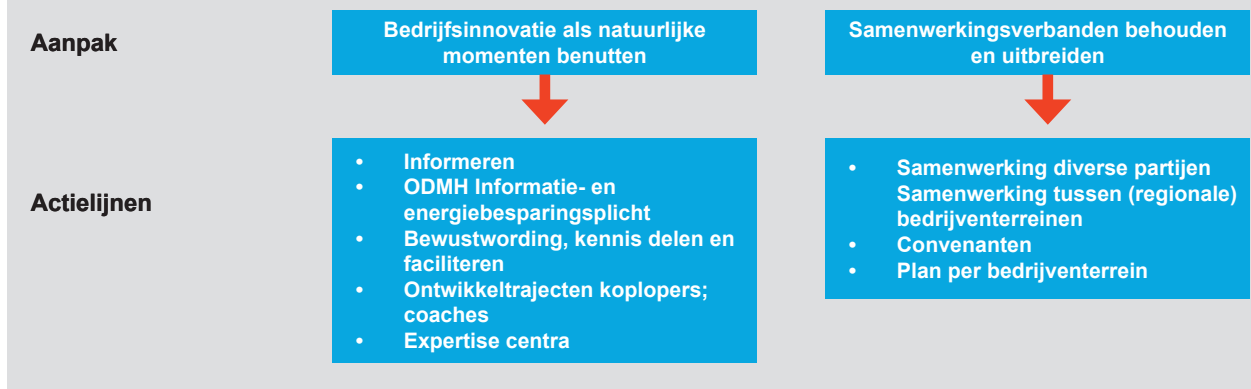 Aanpak
Bedrijfsinnovatie als natuurlijke
momenten benutten
Samenwerkingsverbanden behouden
en uitbreiden
Actielijnen
• Informeren
• ODMH Informatie- en
energiebesparingsplicht
• Bewustwording, kennis delen en
faciliteren
• Ontwikkeltrajecten koplopers;
coaches
• Expertise centra
• Samenwerking diverse partijen
Samenwerking tussen (regionale)
bedrijventerreinen
• Convenanten
• Plan per bedrijventerrein